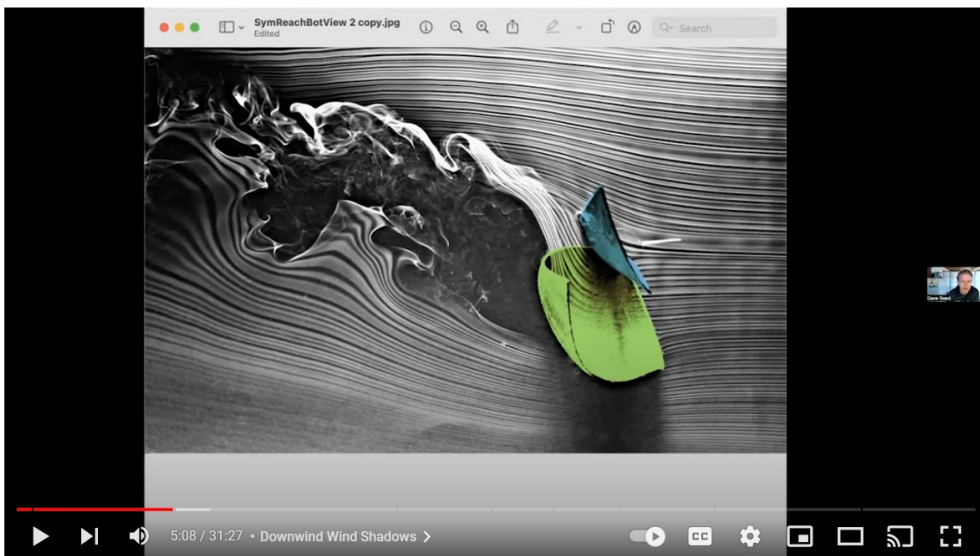 SymReachBotView 2 copy.jpg
Edited
Search
Dave Reed
5:08 / 31:27 • Downwind Wind Shadows >
CC